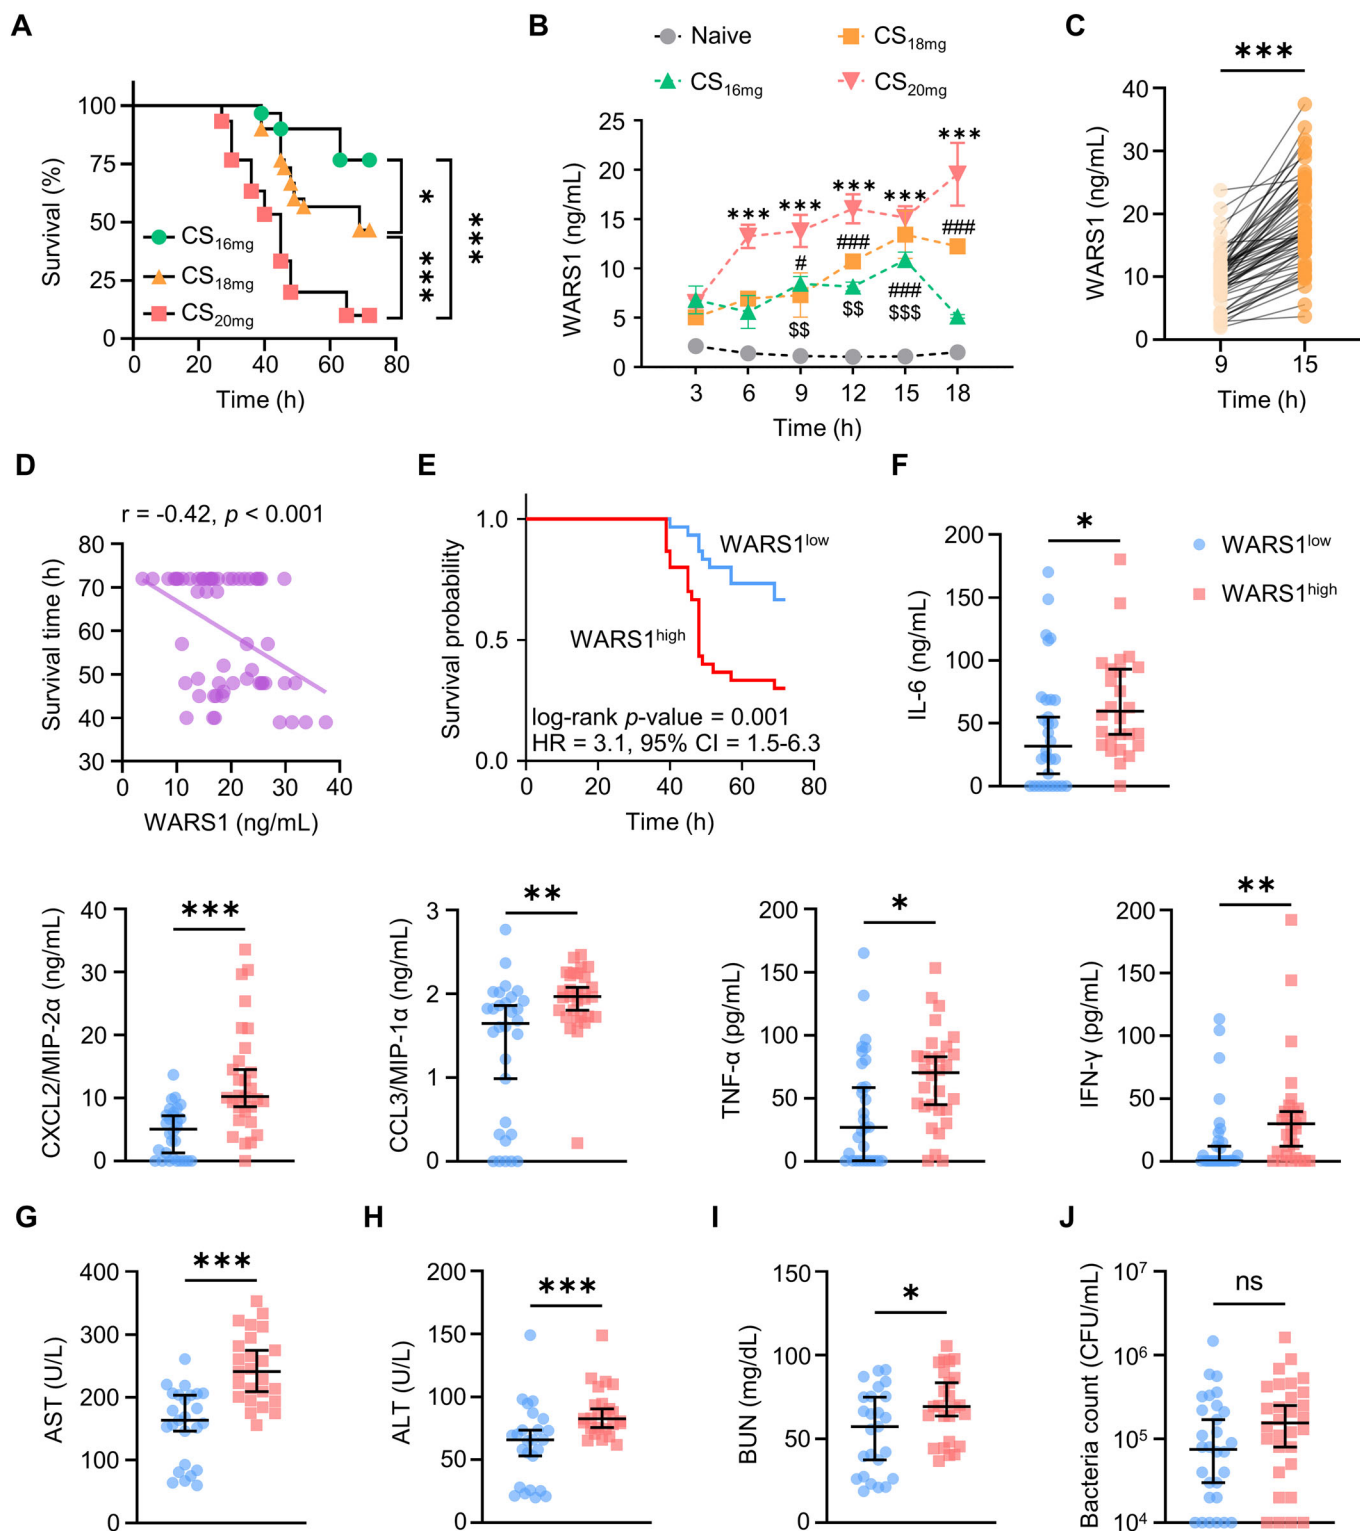 A
Survival (%)
100
75
50
25
0
0 20 40 60 80
Time (h)
CS16mg
CS18mg
CS20mg
*
***
***
B
Naive
CS16mg
CS18mg
CS20mg
WARS1 (ng/mL)
25
20
15
10
5
0
*** *** *** *** ***
# ### ### ###
$$ $$ $$$
3 6 9 12 15 18
Time (h)
C
***
WARS1 (ng/mL)
40
30
20
10
0
9 15
Time (h)
D
r = -0.42, p < 0.001
Survival time (h)
80
70
60
50
40
30
0 10 20 30 40
WARS1 (ng/mL)
E
Survival probability
1.0
0.5
0.0
WARS1low
WARS1high
log-rank p-value = 0.001
HR = 3.1, 95% CI = 1.5-6.3
0 20 40 60 80
Time (h)
F
IL-6 (ng/mL)
200
150
100
50
0
*
WARS1low
WARS1high
CXCL2/MIP-2α (ng/mL)
40
30
20
10
0
***
CCL3/MIP-1α (ng/mL)
3
2
1
0
**
TNF-α (pg/mL)
200
150
100
50
0
*
IFN-γ (pg/mL)
200
150
100
50
0
**
G
AST (U/L)
400
300
200
100
0
***
H
ALT (U/L)
200
150
100
50
0
***
I
BUN (mg/dL)
150
100
50
0
*
J
Bacteria count (CFU/mL)
10⁷
10⁶
10⁵
10⁴
ns